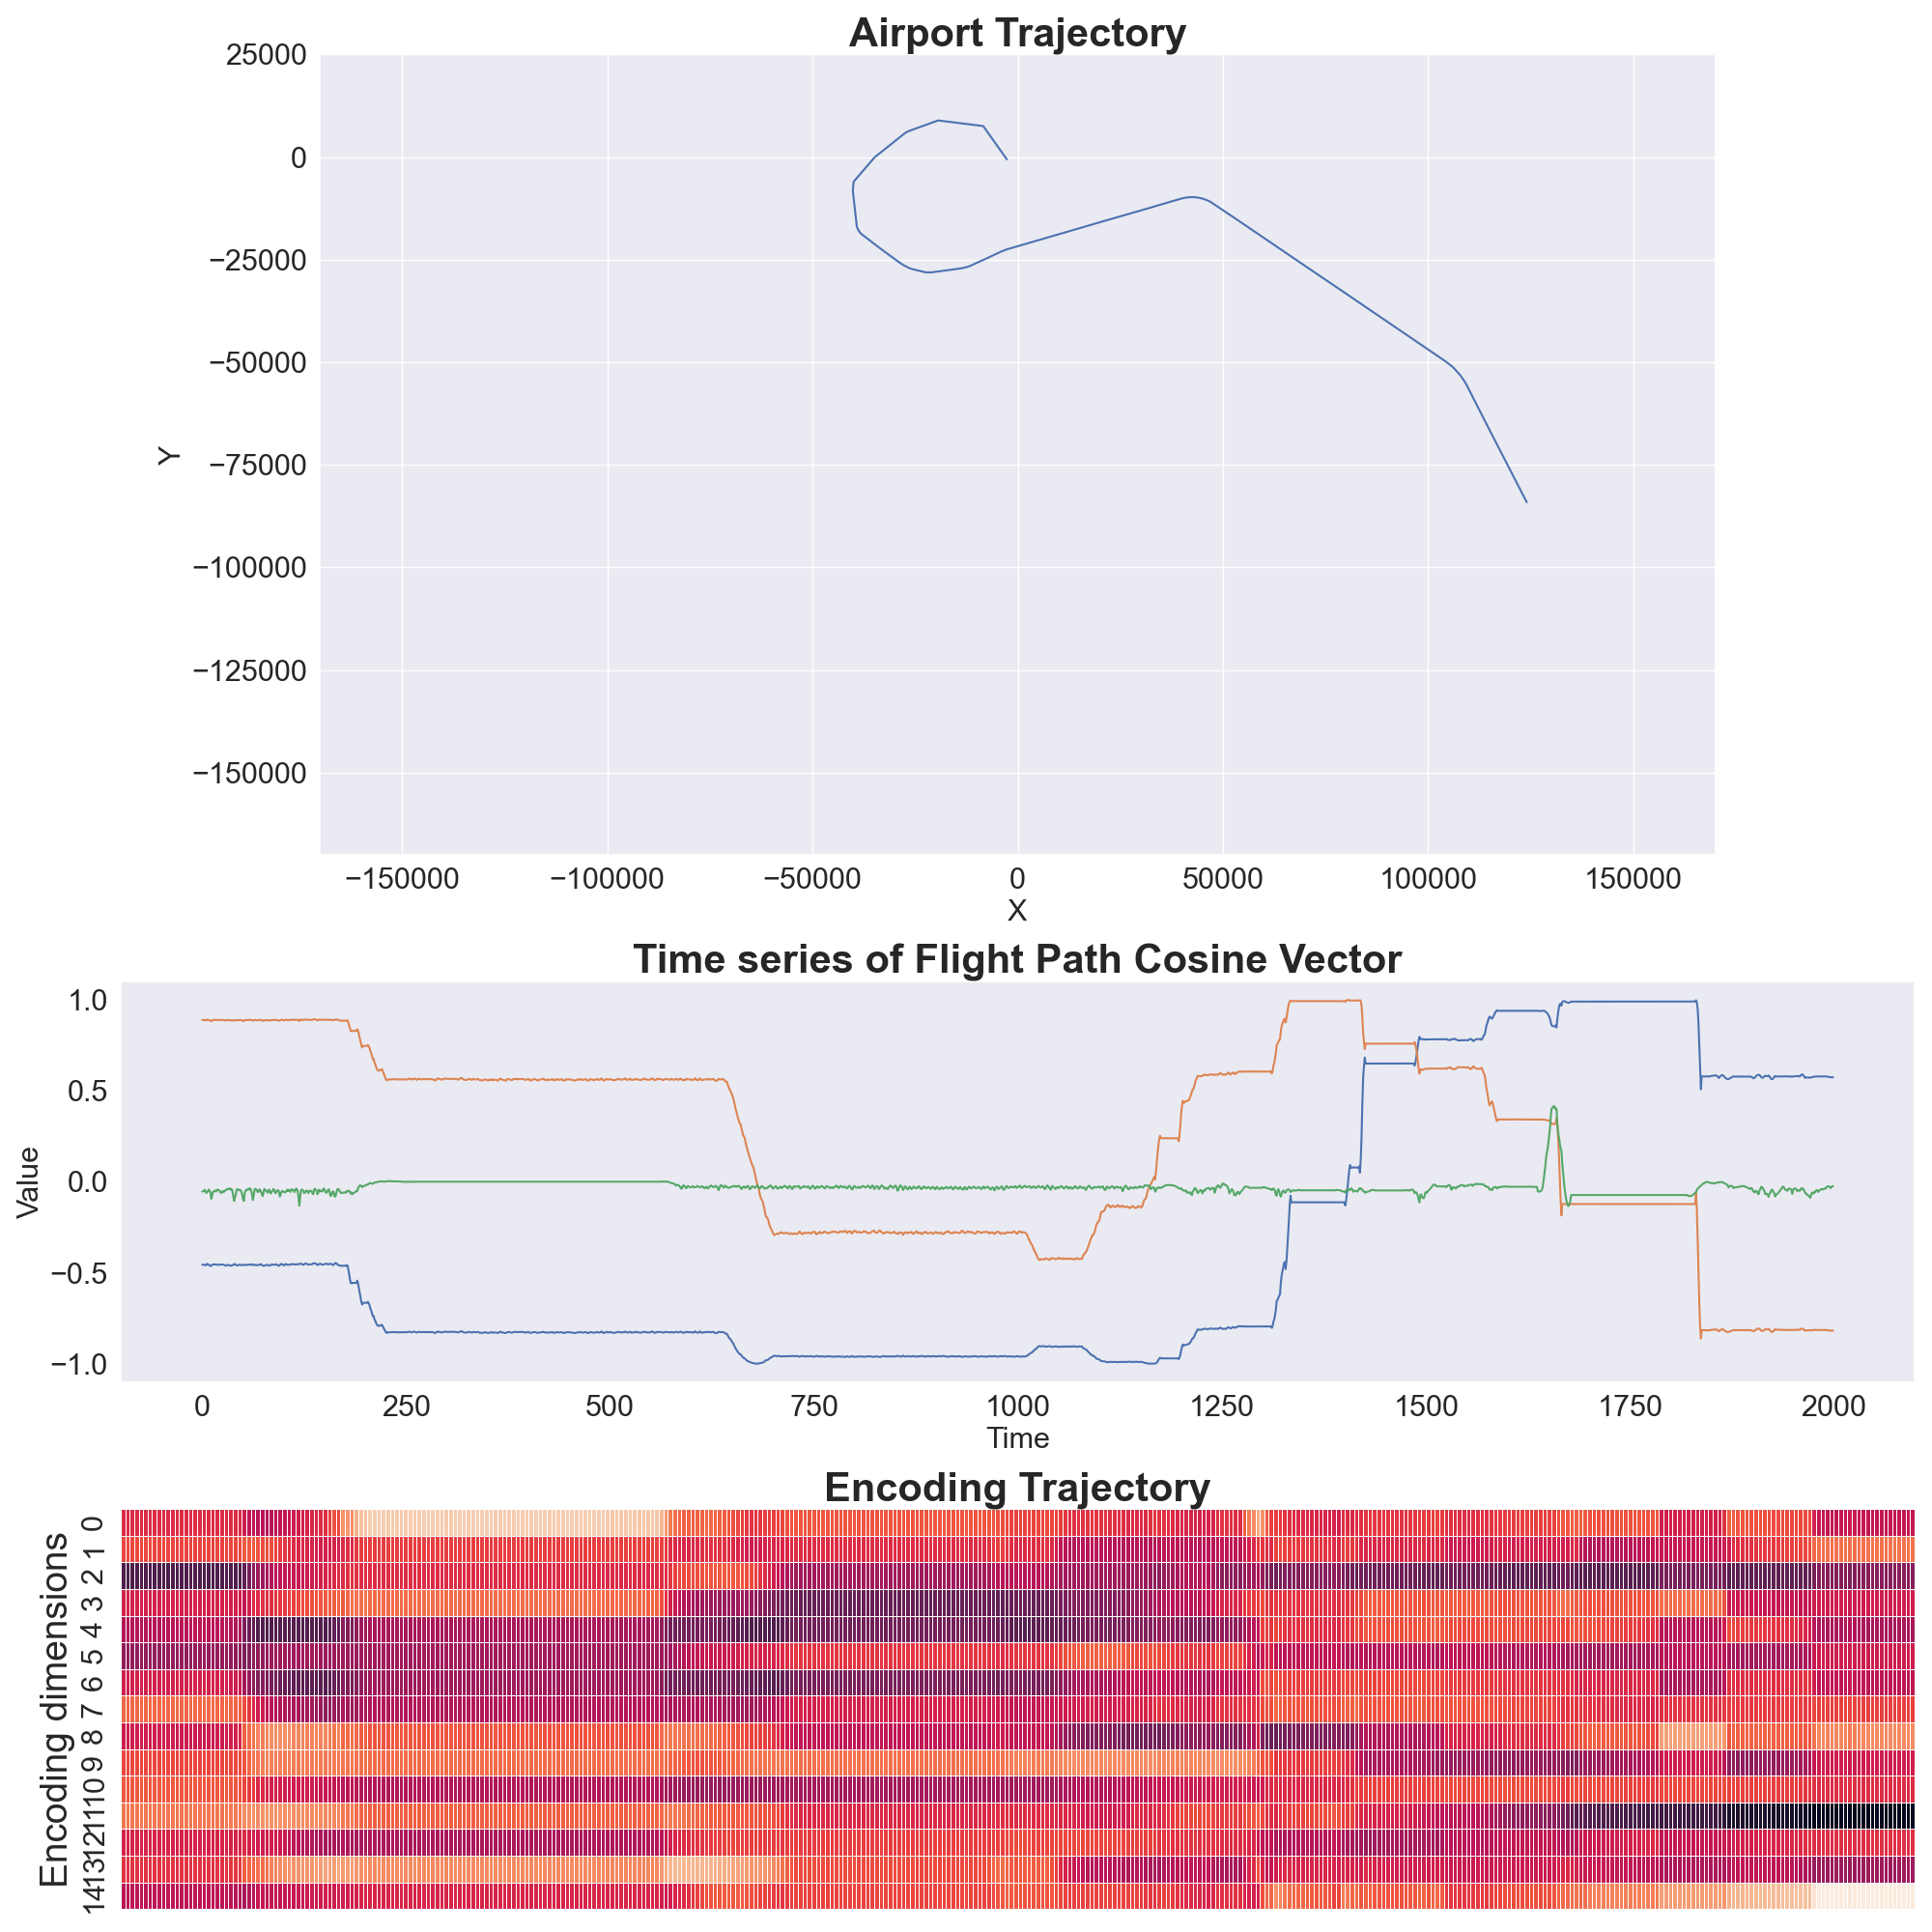 Airport Trajectory
25000
0
−25000
−50000
−75000
−100000
−125000
−150000
Y
−150000 −100000 −50000 0 50000 100000 150000
X
Time series of Flight Path Cosine Vector
1.0
0.5
0.0
−0.5
−1.0
Value
0 250 500 750 1000 1250 1500 1750 2000
Time
Encoding Trajectory
Encoding dimensions
0
1
2
3
4
5
6
7
8
9
10
11
12
13
14